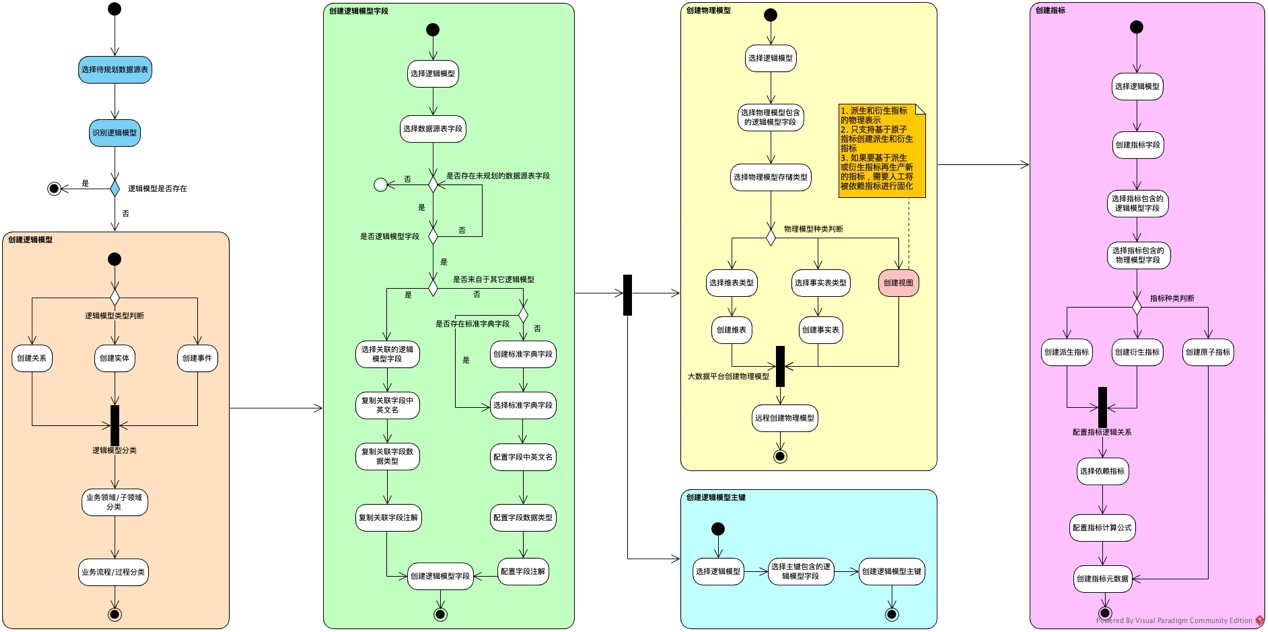 选择待规划数据源表
识别逻辑模型
逻辑模型是否存在
是
否
创建逻辑模型
逻辑模型类型判断
创建关系
创建实体
创建事件
逻辑模型分类
业务领域/子领域
分类
业务流程/过程分类
创建逻辑模型字段
选择逻辑模型
选择数据源表字段
是否存在未规划的数据源表字段
否
是
是否逻辑模型字段
否
是
是否来自于其它逻辑模型
是
否
是否存在标准字典字段
否
是
选择关联的逻辑
模型字段
复制关联字段中
英文名
复制关联字段数
据类型
复制关联字段注解
创建标准字典字段
选择标准字典字段
配置字段中英文名
配置字段数据类型
配置字段注解
创建逻辑模型字段
创建物理模型
选择逻辑模型
选择物理模型包含
的逻辑模型字段
选择物理模型存储类型
1. 派生和衍生指标
的物理表示
2. 只支持基于原子
指标创建派生和衍生
指标
3. 如果要基于派生
或衍生指标再生产新
的指标，需要人工将
被依赖指标进行固化
物理模型种类判断
选择维表类型
选择事实表类型
创建视图
创建维表
创建事实表
大数据平台创建物理模型
远程创建物理模型
创建逻辑模型主键
选择逻辑模型
选择主键包含的逻
辑模型字段
创建逻辑模型主键
创建指标
选择逻辑模型
创建指标字段
选择指标包含的
逻辑模型字段
选择指标包含的
物理模型字段
指标种类判断
创建派生指标
创建衍生指标
创建原子指标
配置指标逻辑关系
选择依赖指标
配置指标计算公式
创建指标元数据
Powered By Visual Paradigm Community Edition